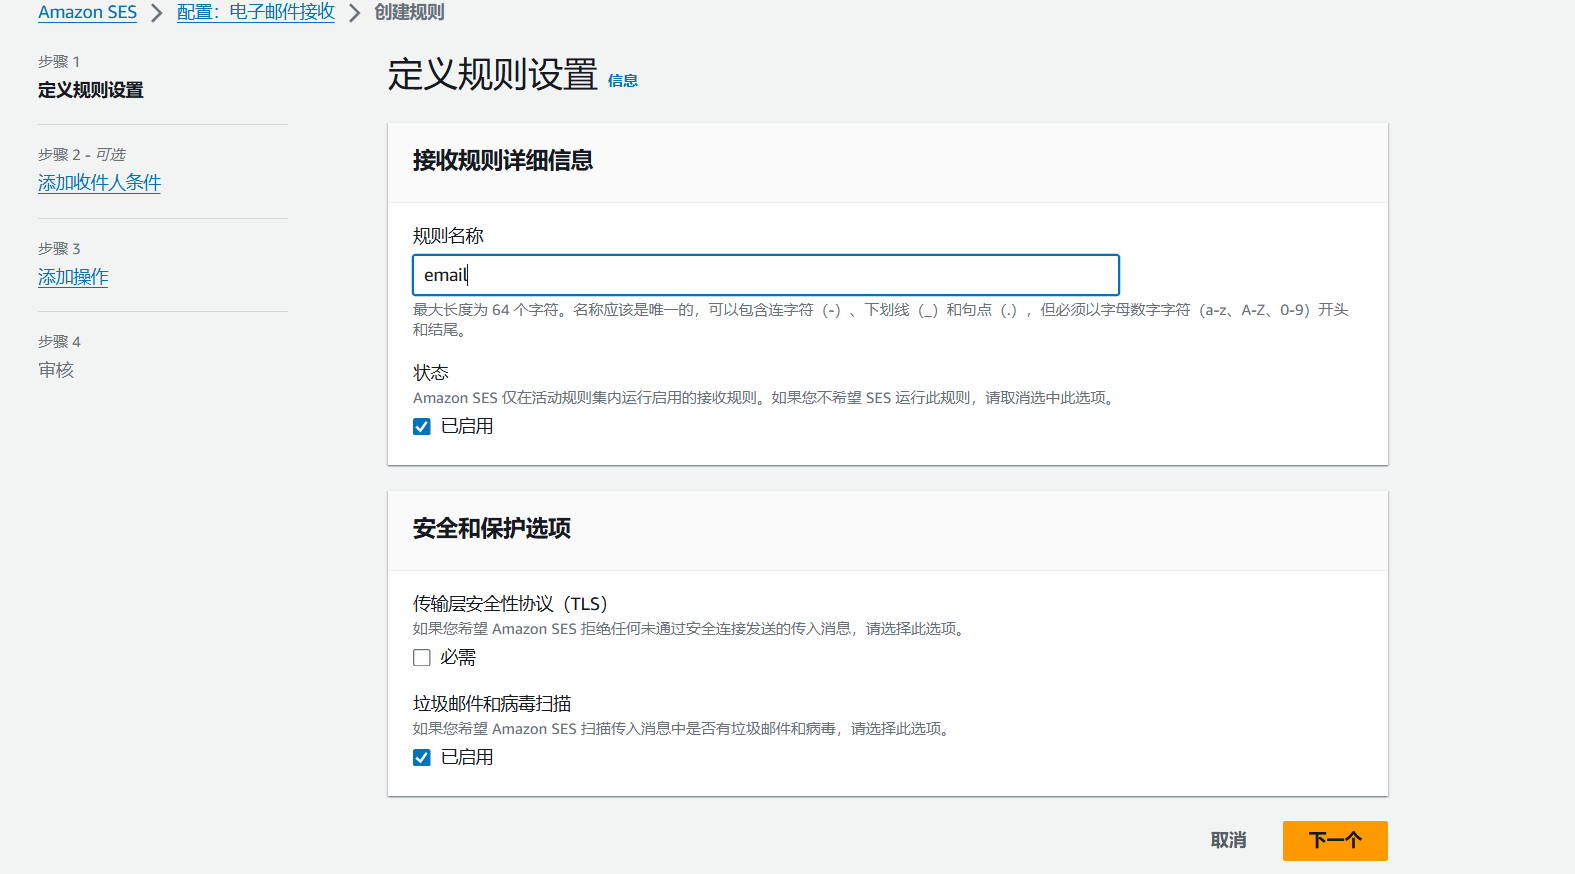 Amazon SES > 配置：电子邮件接收 > 创建规则
步骤 1
定义规则设置
步骤 2 - 可选
添加收件人条件
步骤 3
添加操作
步骤 4
审核
定义规则设置 信息
接收规则详细信息
规则名称
email
最大长度为 64 个字符。名称应该是唯一的，可以包含连字符（-）、下划线（_）和句点（.），但必须以字母数字字符（a-z、A-Z、0-9）开头
和结尾。
状态
Amazon SES 仅在活动规则集内运行启用的接收规则。如果您不希望 SES 运行此规则，请取消选中此选项。
已启用
安全和保护选项
传输层安全性协议（TLS）
如果您希望 Amazon SES 拒绝任何未通过安全连接发送的传入消息，请选择此选项。
必需
垃圾邮件和病毒扫描
如果您希望 Amazon SES 扫描传入消息中是否有垃圾邮件和病毒，请选择此选项。
已启用
取消
下一个